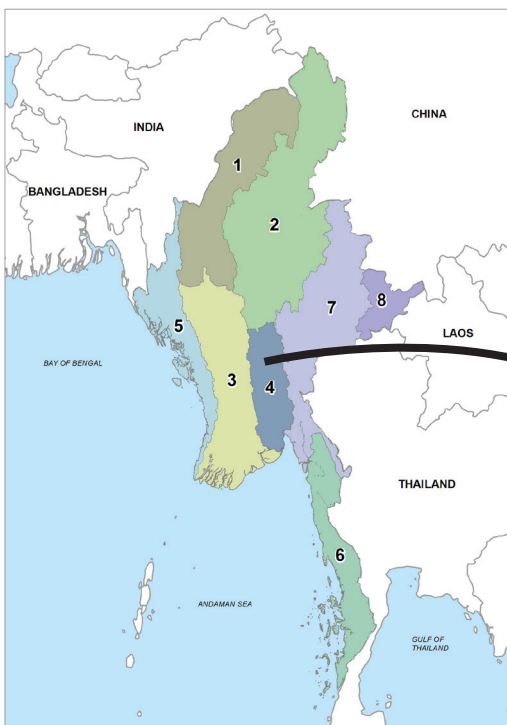 CHINA
INDIA
1
BANGLADESH
2
7
8
5
LAOS
BAY OF BENGAL
3
4
THAILAND
6
ANDAMAN SEA
GULF OF
THAILAND